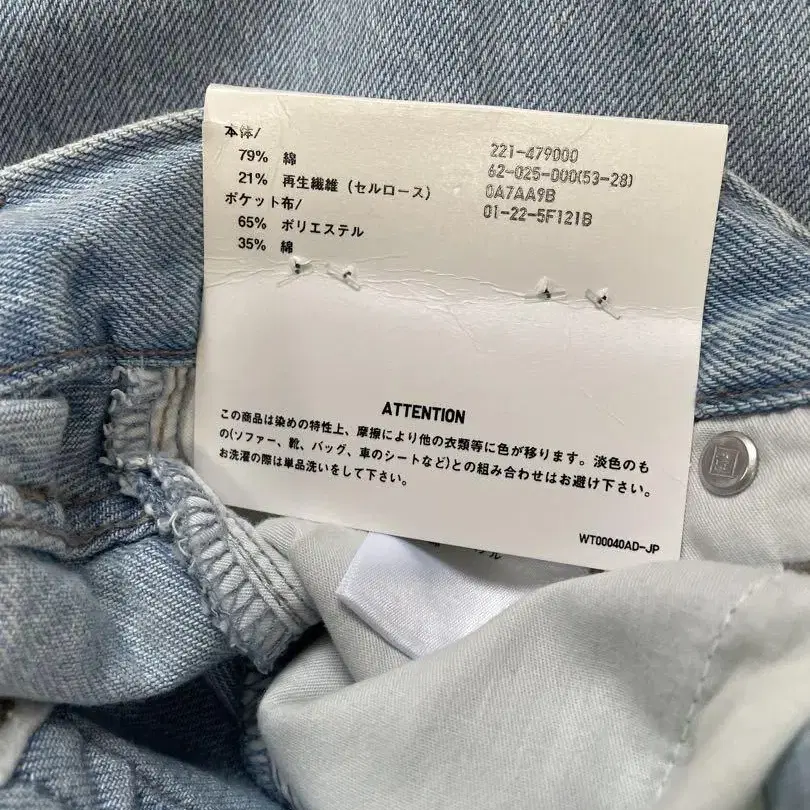 本体/
79% 綿
21% 再生繊維 (セルロース)
ポケット布/
65% ポリエステル
35% 綿
221-479000
62-025-000(53-28)
0A7AA9B
01-22-5F121B
ATTENTION
この商品は染めの特性上、摩擦により他の衣類等に色が移ります。淡色のも
の(ソファー、靴、バッグ、車のシートなど)との組み合わせはお避け下さい。
お洗濯の際は単品洗いをして下さい。
WT00040AD-JP